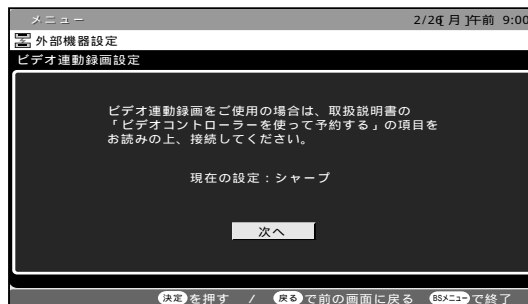 メニュー 2/26[月]午前 9:00
外部機器設定
ビデオ連動録画設定
ビデオ連動録画をご使用の場合は、取扱説明書の
「ビデオコントローラーを使って予約する」の項目を
お読みの上、接続してください。
現在の設定：シャープ
次へ
決定を押す / 戻るで前の画面に戻る BSメニューで終了